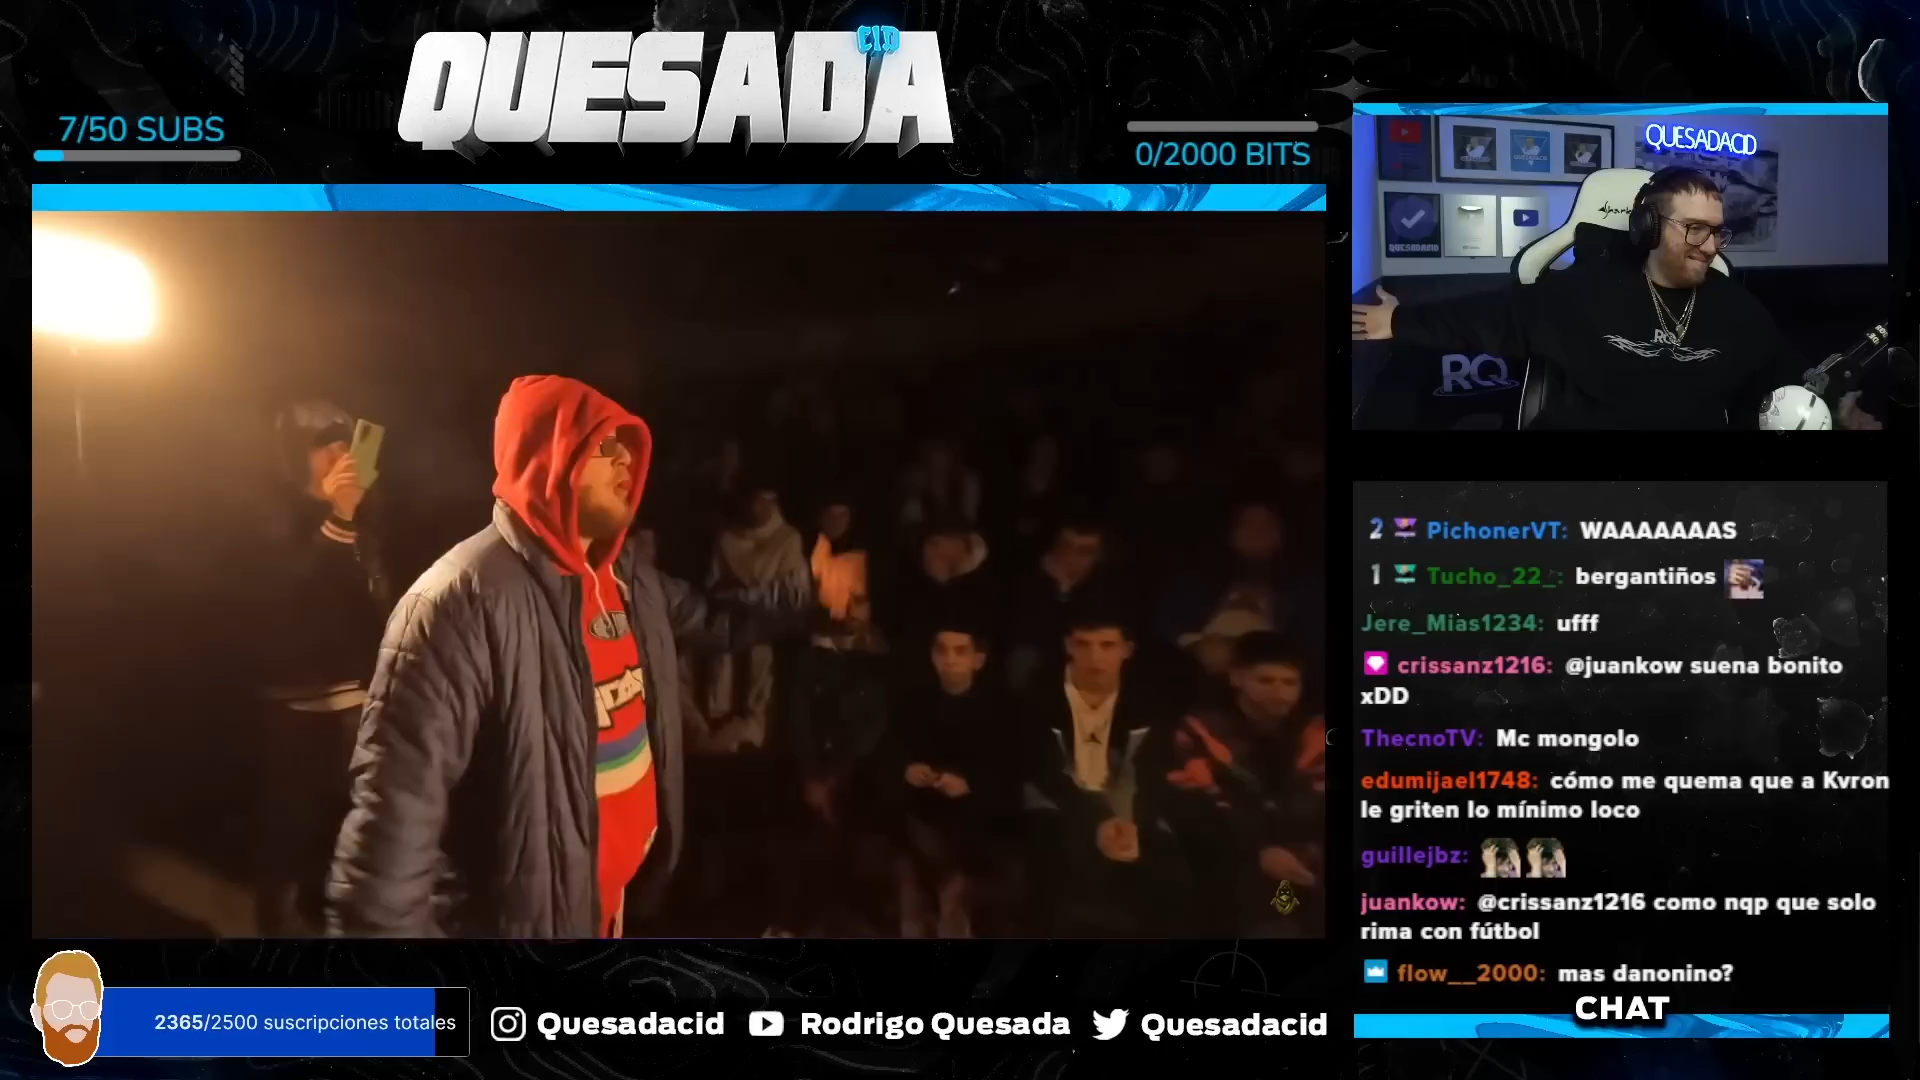 CID
QUESADA
7/50 SUBS
0/2000 BITS
QUESADACID
QUESADACID
RQ
RQ
2 PichonerVT: WAAAAAAAS
1 Tucho_22_: bergantiños
Jere_Mias1234: ufff
crissanz1216: @juankow suena bonito
xDD
ThecnoTV: Mc mongolo
edumijael1748: cómo me quema que a Kvron
le griten lo mínimo loco
guillejbz:
juankow: @crissanz1216 como nqp que solo
rima con fútbol
flow__2000: mas danonino?
CHAT
2365/2500 suscripciones totales
Quesadacid
Rodrigo Quesada
Quesadacid